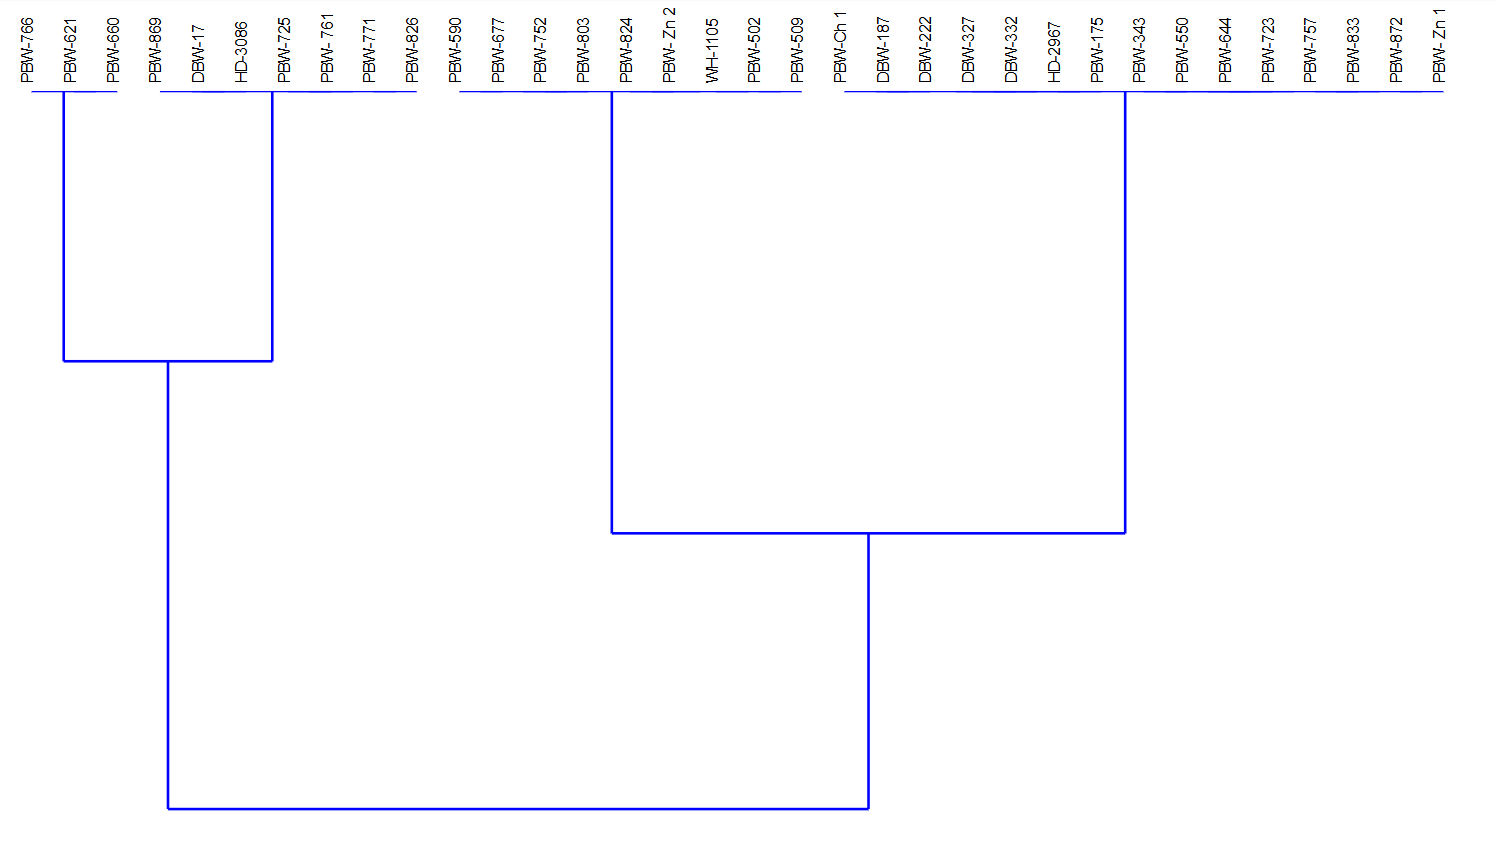 PBW-766
PBW-621
PBW-660
PBW-869
DBW-17
HD-3086
PBW-725
PBW- 761
PBW-771
PBW-826
PBW-590
PBW-677
PBW-752
PBW-803
PBW-824
PBW- Zn 2
WH-1105
PBW-502
PBW-509
PBW-Ch 1
DBW-187
DBW-222
DBW-327
DBW-332
HD-2967
PBW-175
PBW-343
PBW-550
PBW-644
PBW-723
PBW-757
PBW-833
PBW-872
PBW- Zn 1